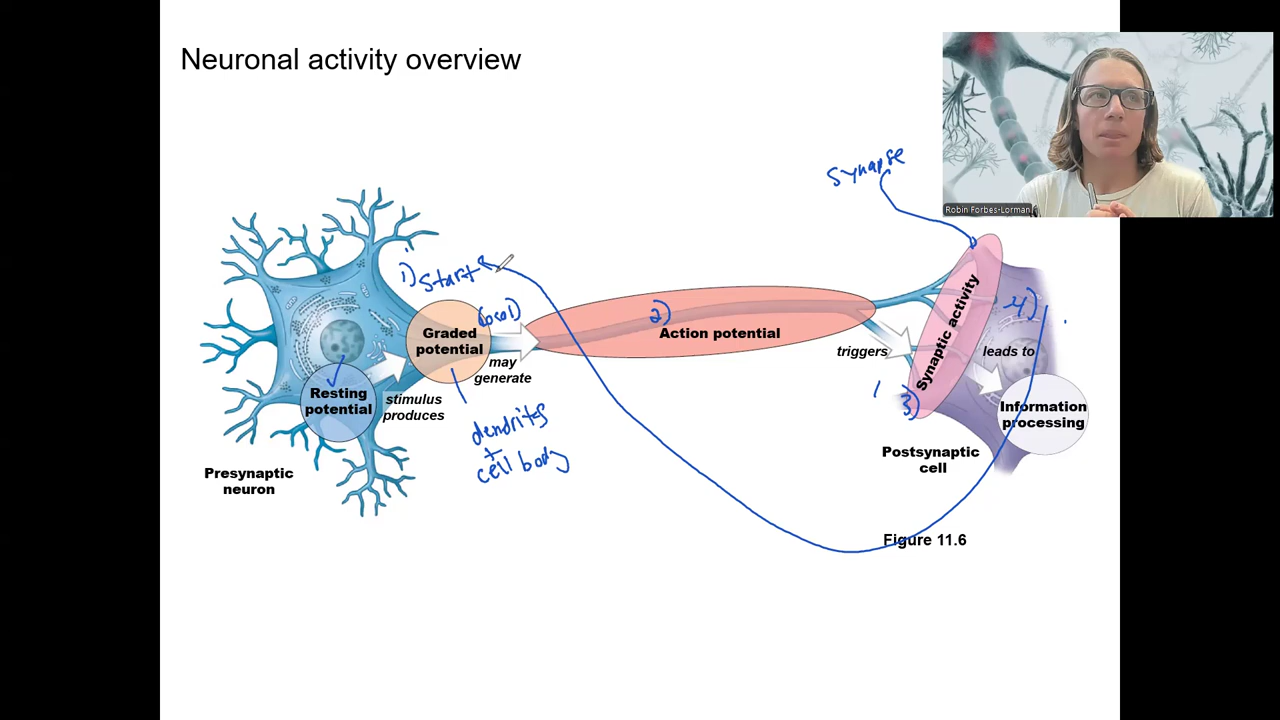 Neuronal activity overview
Robin Forbes-Lorman
Synapse
1) Start
(local)
Graded
potential
may
generate
2)
Action potential
triggers
Synaptic activity
4)
leads to
Information
processing
3)
Resting
potential
stimulus
produces
dendrites
+
cell body
Presynaptic
neuron
Postsynaptic
cell
Figure 11.6